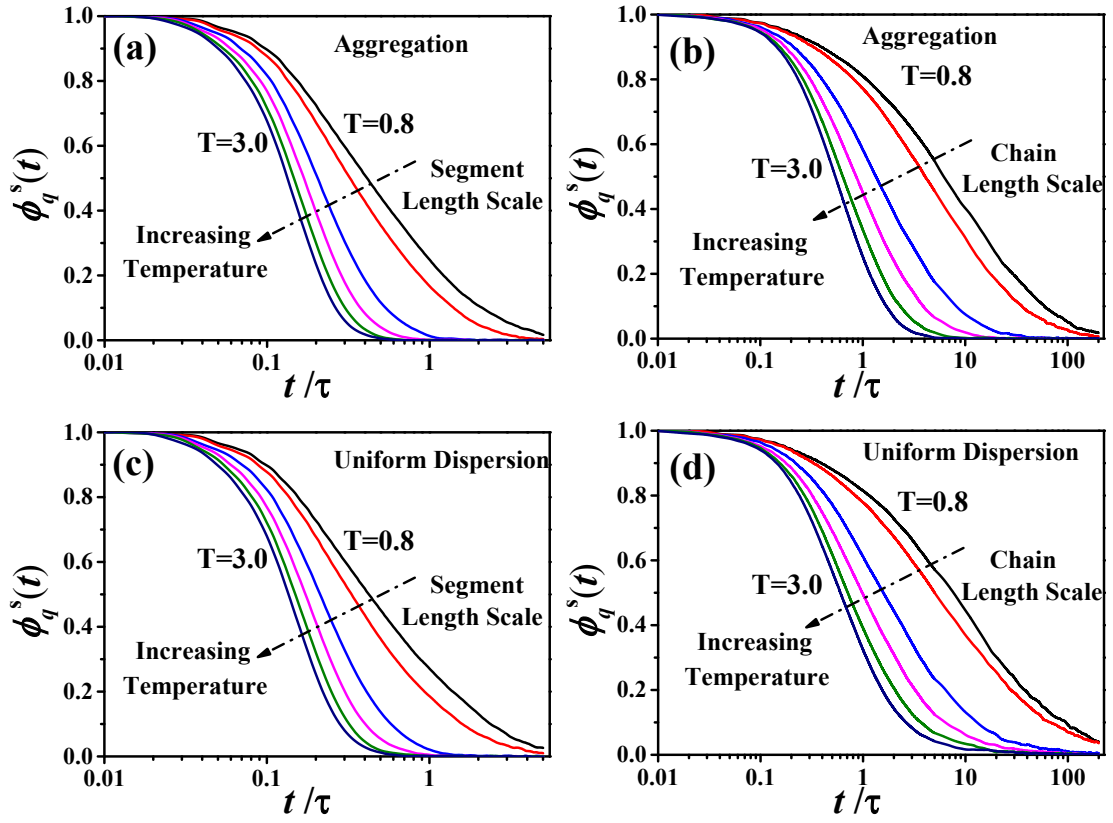 (a)
Aggregation
T=0.8
T=3.0
Segment
Length Scale
Increasing
Temperature
ϕqˢ(t)
1.0
0.8
0.6
0.4
0.2
0.0
0.01
0.1
1
t /τ
(b)
Aggregation
T=0.8
T=3.0
Chain
Length Scale
Increasing
Temperature
ϕqˢ(t)
1.0
0.8
0.6
0.4
0.2
0.0
0.01
0.1
1
10
100
t /τ
(c)
Uniform Dispersion
T=0.8
T=3.0
Segment
Length Scale
Increasing
Temperature
ϕqˢ(t)
1.0
0.8
0.6
0.4
0.2
0.0
0.01
0.1
1
t /τ
(d)
Uniform Dispersion
T=0.8
T=3.0
Chain
Length Scale
Increasing
Temperature
ϕqˢ(t)
1.0
0.8
0.6
0.4
0.2
0.0
0.01
0.1
1
10
100
t /τ